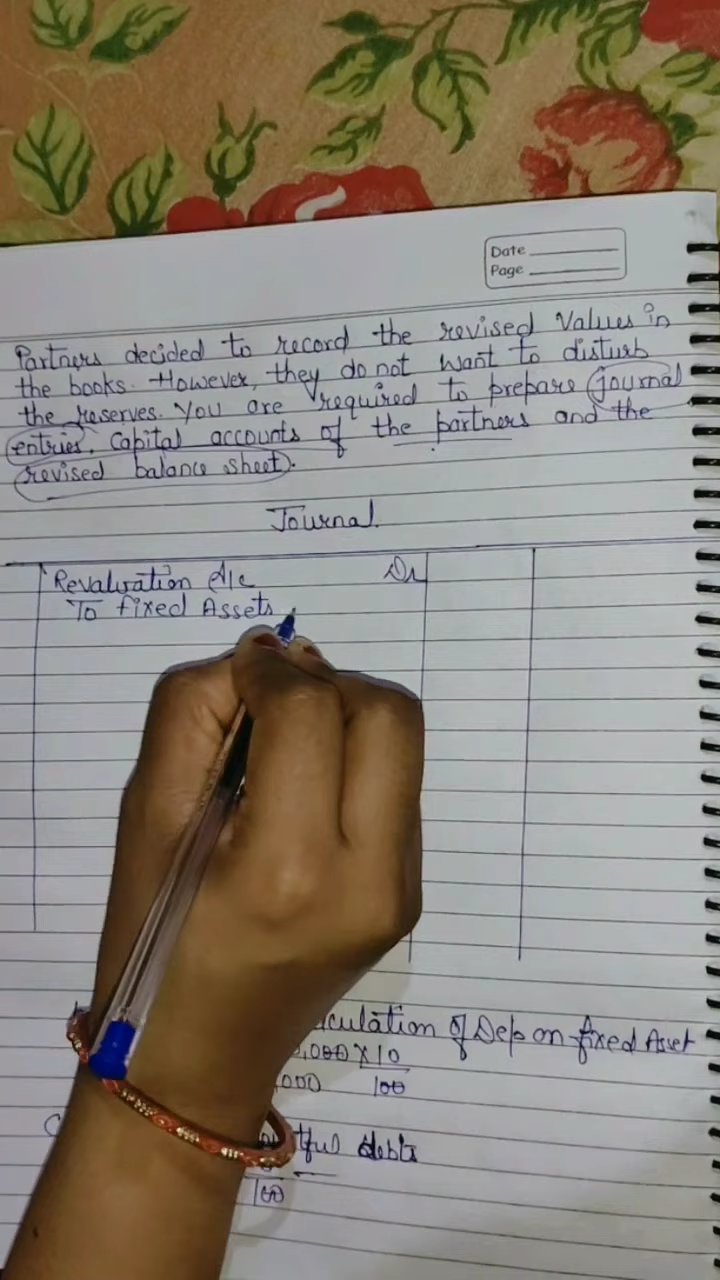 Date
Page
Partners decided to record the revised values in
the books. However, they do not want to disturb
the reserves. You are required to prepare journal
entries, Capital accounts of the partners and the
revised balance sheet.
Journal
Revaluation A/c Dr
To fixed Assets
culation of Dep on fixed Asset
,000 X 10
000 100
tful debts
100